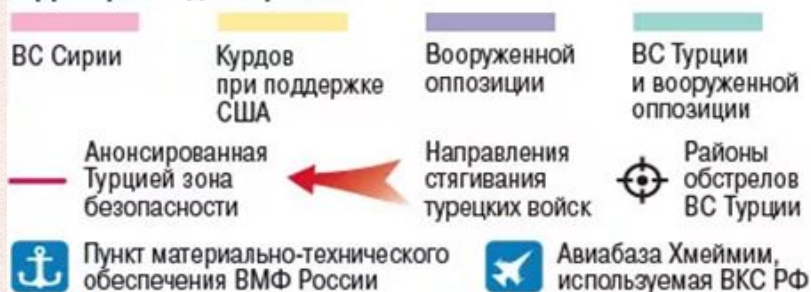 ВС Сирии
Курдов
при поддержке
США
Вооруженной
оппозиции
ВС Турции
и вооруженной
оппозиции
Анонсированная
Турцией зона
безопасности
Направления
стягивания
турецких войск
Районы
обстрелов
ВС Турции
Пункт материально-технического
обеспечения ВМФ России
Авиабаза Хмеймим,
используемая ВКС РФ